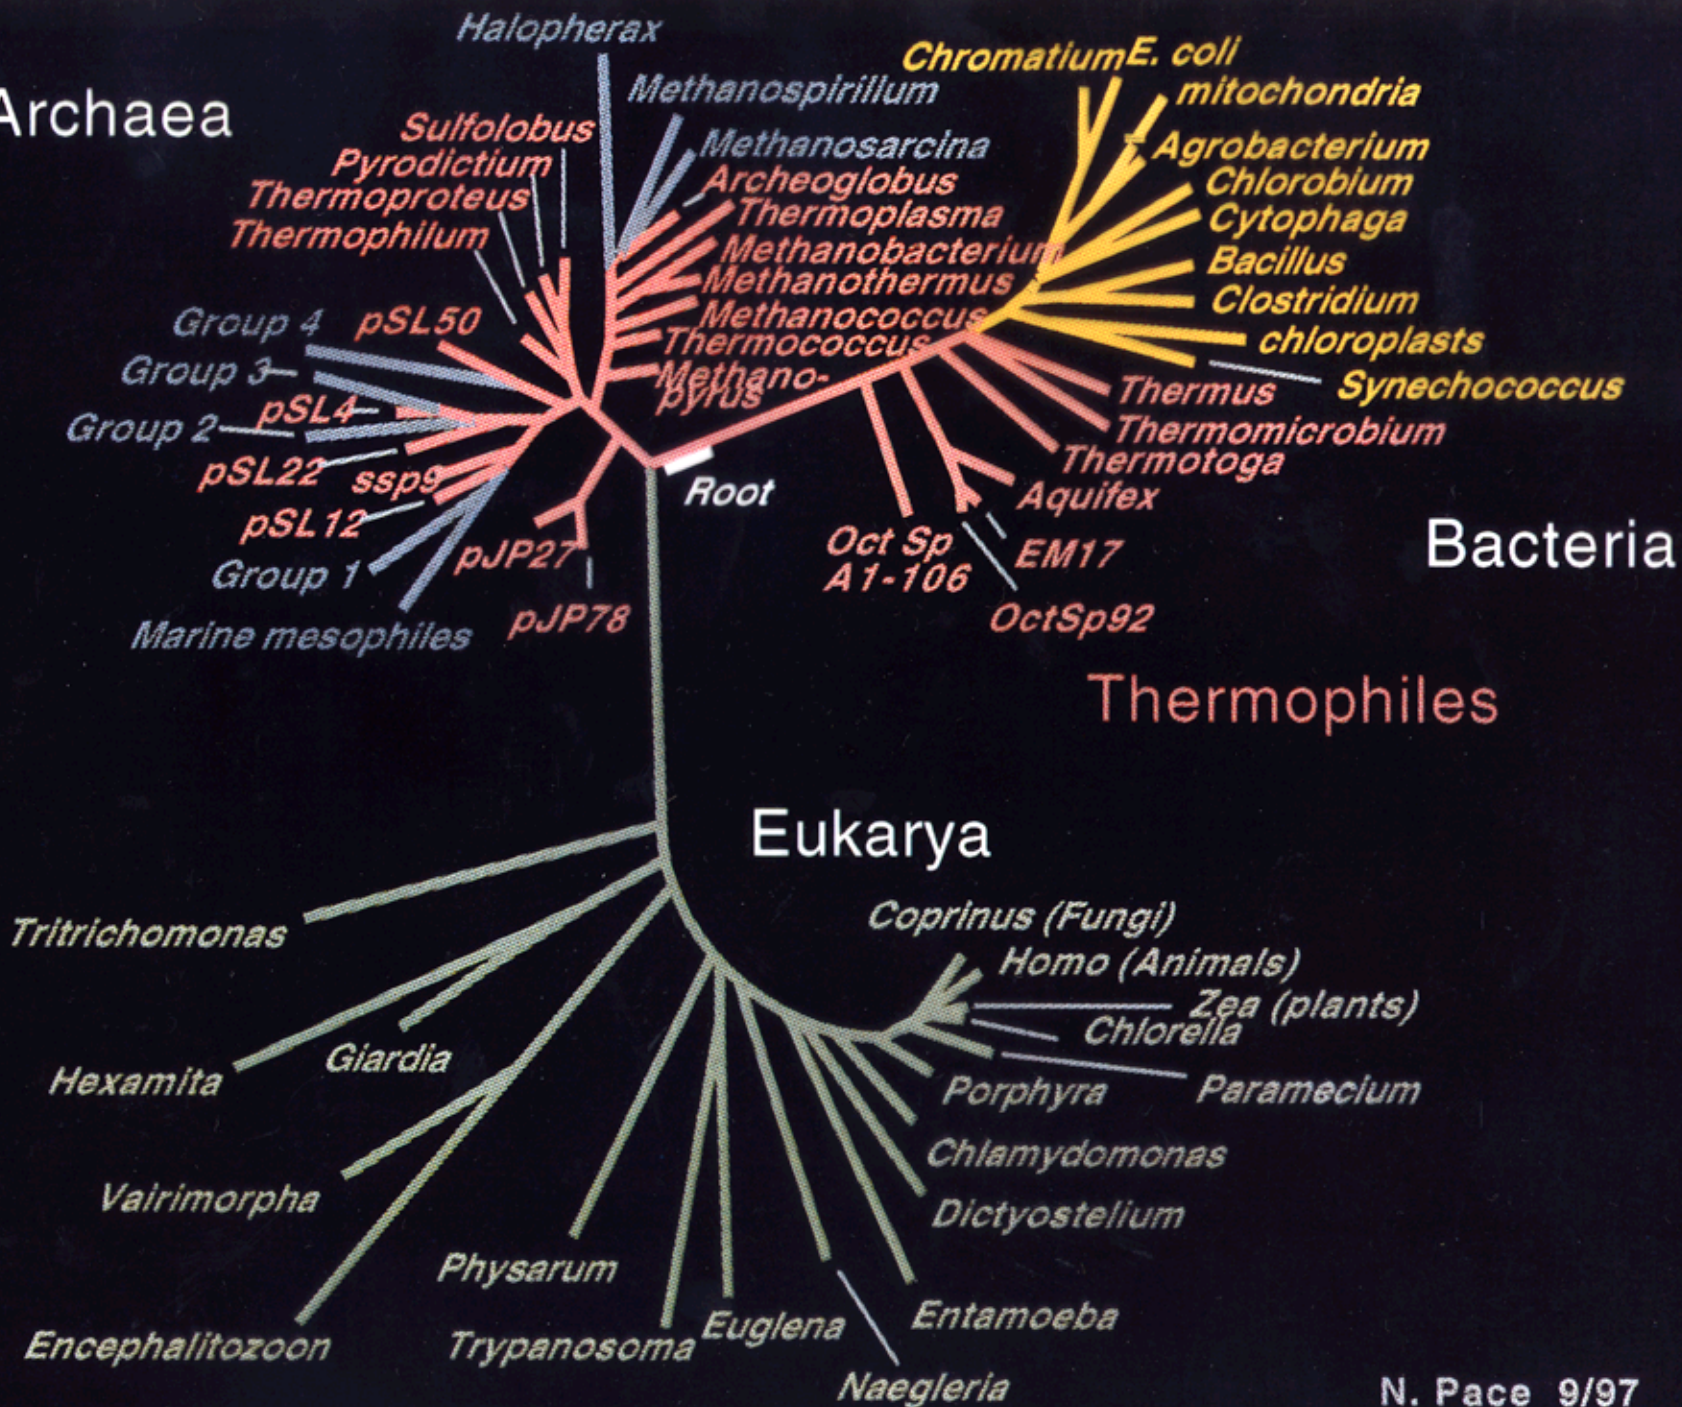 Halopherax
Archaea
Methanospirillum
Sulfolobus
Methanosarcina
Pyrodictium
Archeoglobus
Thermoproteus
Thermoplasma
Thermophilum
Methanobacterium
Methanothermus
Group 4
pSL50
Methanococcus
Thermococcus
Group 3
Methano-
pyrus
pSL4
Group 2
pSL22
ssp9
pSL12
Group 1
pJP27
pJP78
Marine mesophiles
Root
Chromatium
E. coli
mitochondria
Agrobacterium
Chlorobium
Cytophaga
Bacillus
Clostridium
chloroplasts
Synechococcus
Thermus
Thermomicrobium
Thermotoga
Aquifex
EM17
OctSp92
Oct Sp
A1-106
Bacteria
Thermophiles
Eukarya
Tritrichomonas
Hexamita
Giardia
Vairimorpha
Encephalitozoon
Physarum
Trypanosoma
Euglena
Naegleria
Entamoeba
Dictyostelium
Chlamydomonas
Porphyra
Paramecium
Chlorella
Zea (plants)
Homo (Animals)
Coprinus (Fungi)
N. Pace 9/97